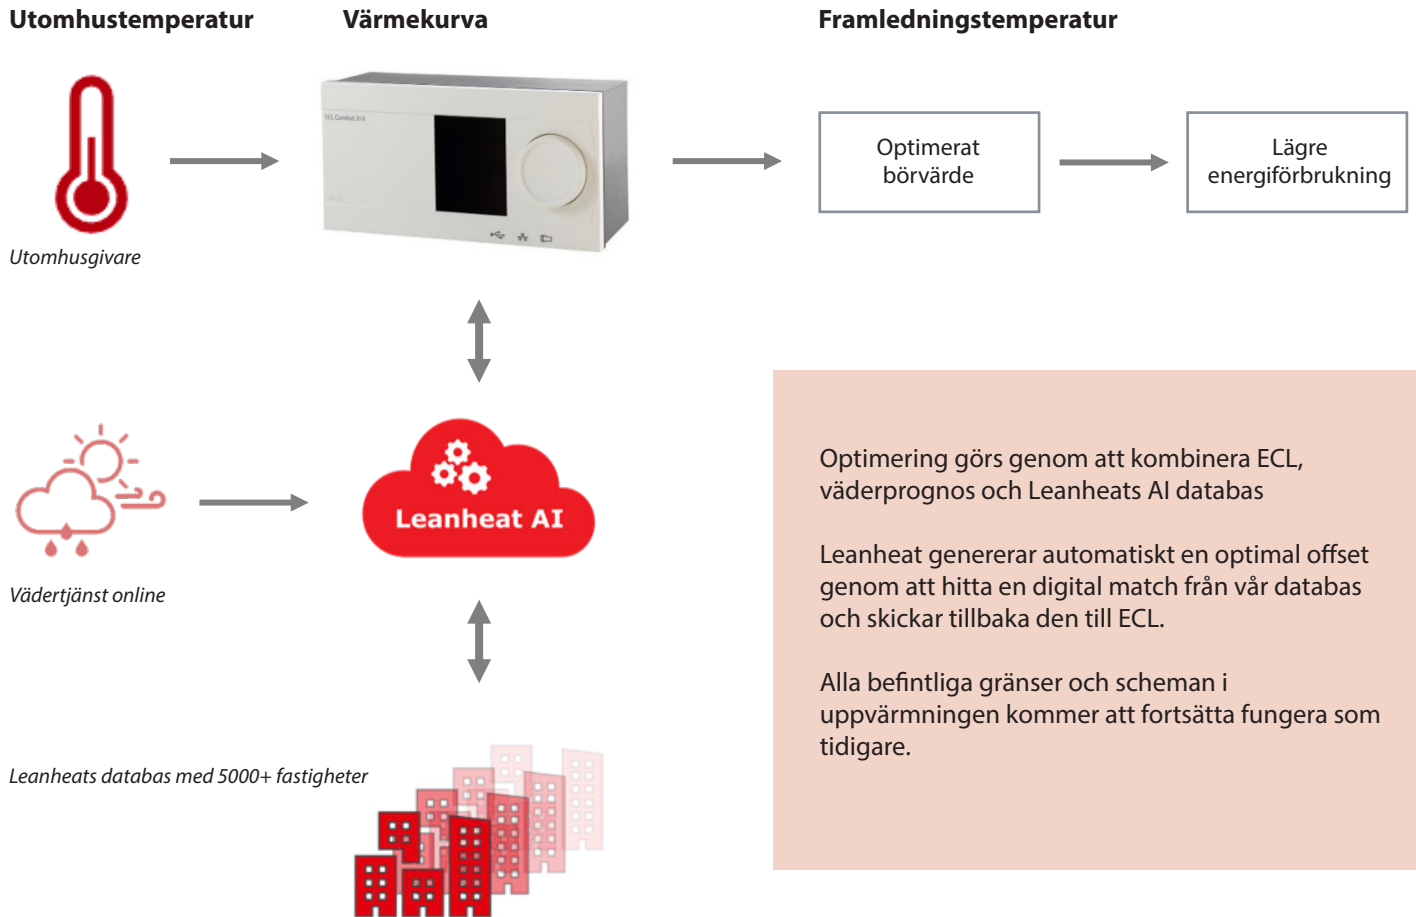 Utomhustemperatur
Värmekurva
Framledningstemperatur
ECL Comfort 310
Optimerat
börvärde
Lägre
energiförbrukning
Utomhusgivare
Leanheat AI
Vädertjänst online
Optimering görs genom att kombinera ECL,
väderprognos och Leanheats AI databas
Leanheat genererar automatiskt en optimal offset
genom att hitta en digital match från vår databas
och skickar tillbaka den till ECL.
Alla befintliga gränser och scheman i
uppvärmningen kommer att fortsätta fungera som
tidigare.
Leanheats databas med 5000+ fastigheter